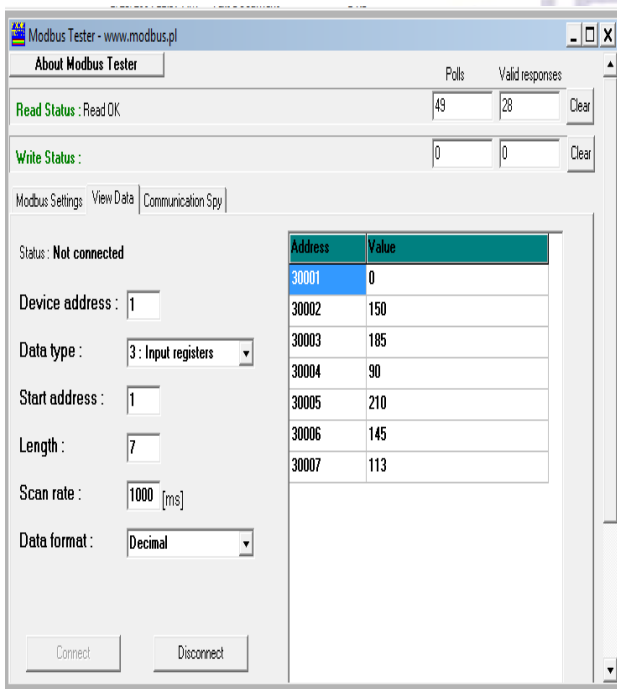 Modbus Tester - www.modbus.pl
About Modbus Tester
Polls Valid responses
Read Status : Read OK 49 28 Clear
Write Status : 0 0 Clear
Modbus Settings View Data Communication Spy
Status : Not connected
Device address : 1
Data type : 3 : Input registers
Start address : 1
Length : 7
Scan rate : 1000 [ms]
Data format : Decimal
Connect Disconnect
Address Value
30001 0
30002 150
30003 185
30004 90
30005 210
30006 145
30007 113